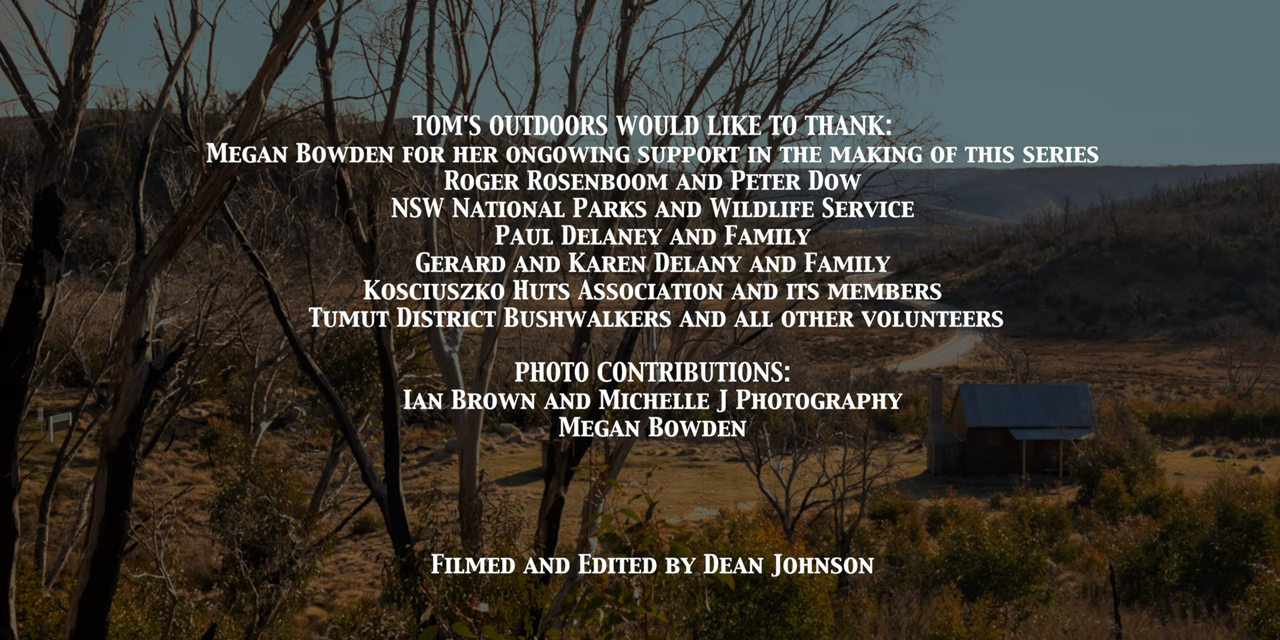 TOM'S OUTDOORS WOULD LIKE TO THANK:
MEGAN BOWDEN FOR HER ONGOWING SUPPORT IN THE MAKING OF THIS SERIES
ROGER ROSENBOOM AND PETER DOW
NSW NATIONAL PARKS AND WILDLIFE SERVICE
PAUL DELANEY AND FAMILY
GERARD AND KAREN DELANY AND FAMILY
KOSCIUSZKO HUTS ASSOCIATION AND ITS MEMBERS
TUMUT DISTRICT BUSHWALKERS AND ALL OTHER VOLUNTEERS
PHOTO CONTRIBUTIONS:
IAN BROWN AND MICHELLE J PHOTOGRAPHY
MEGAN BOWDEN
FILMED AND EDITED BY DEAN JOHNSON